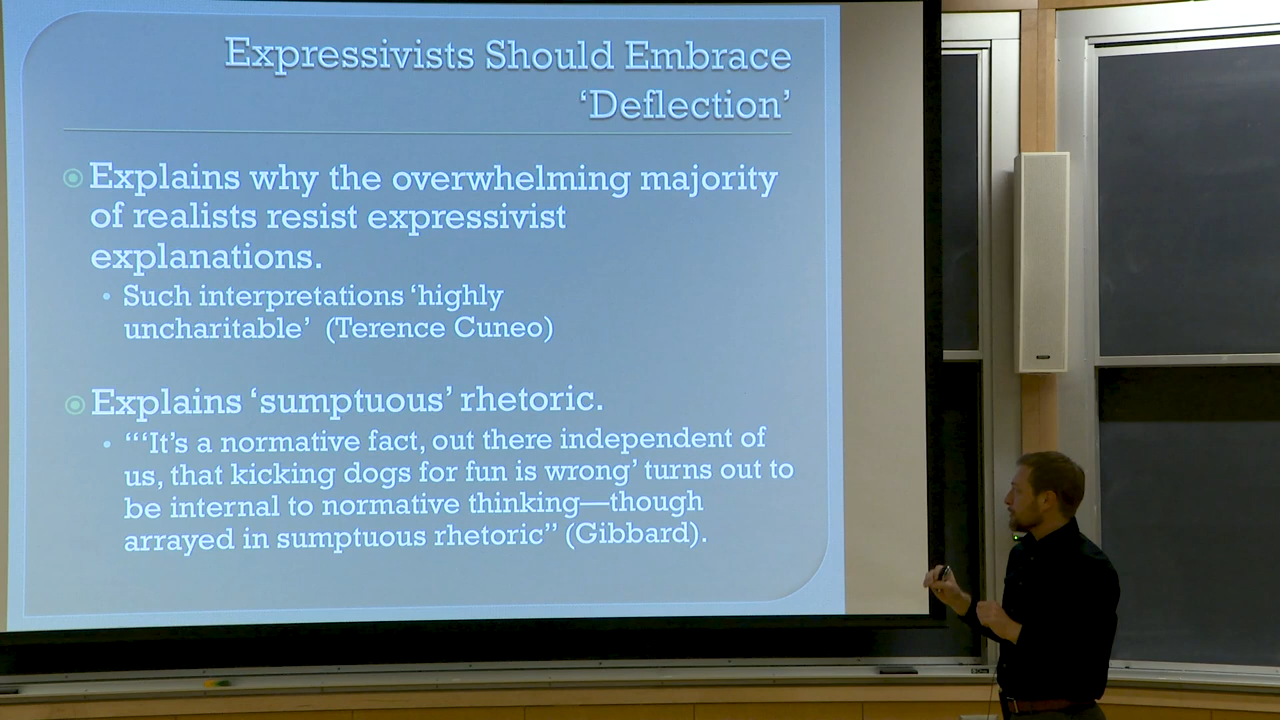 Expressivists Should Embrace
‘Deflection’
Explains why the overwhelming majority
of realists resist expressivist
explanations.
Such interpretations ‘highly
uncharitable’ (Terence Cuneo)
Explains ‘sumptuous’ rhetoric.
“‘It’s a normative fact, out there independent of
us, that kicking dogs for fun is wrong’ turns out to
be internal to normative thinking—though
arrayed in sumptuous rhetoric” (Gibbard).